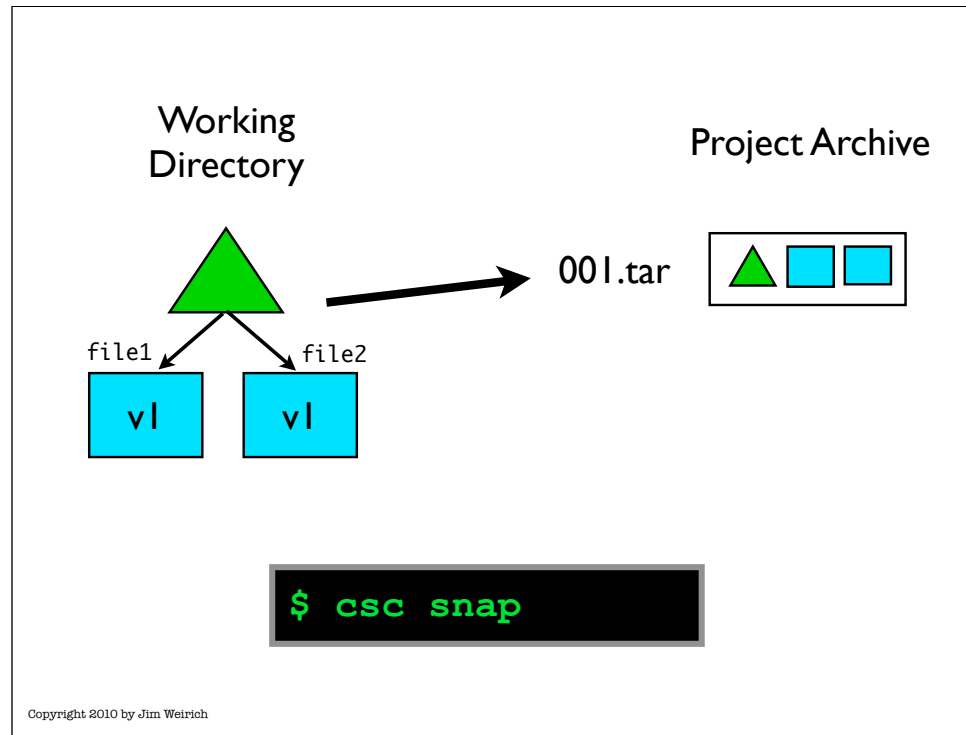 Working
Directory
Project Archive
001.tar
file1
file2
v1
v1
$ csc snap
Copyright 2010 by Jim Weirich